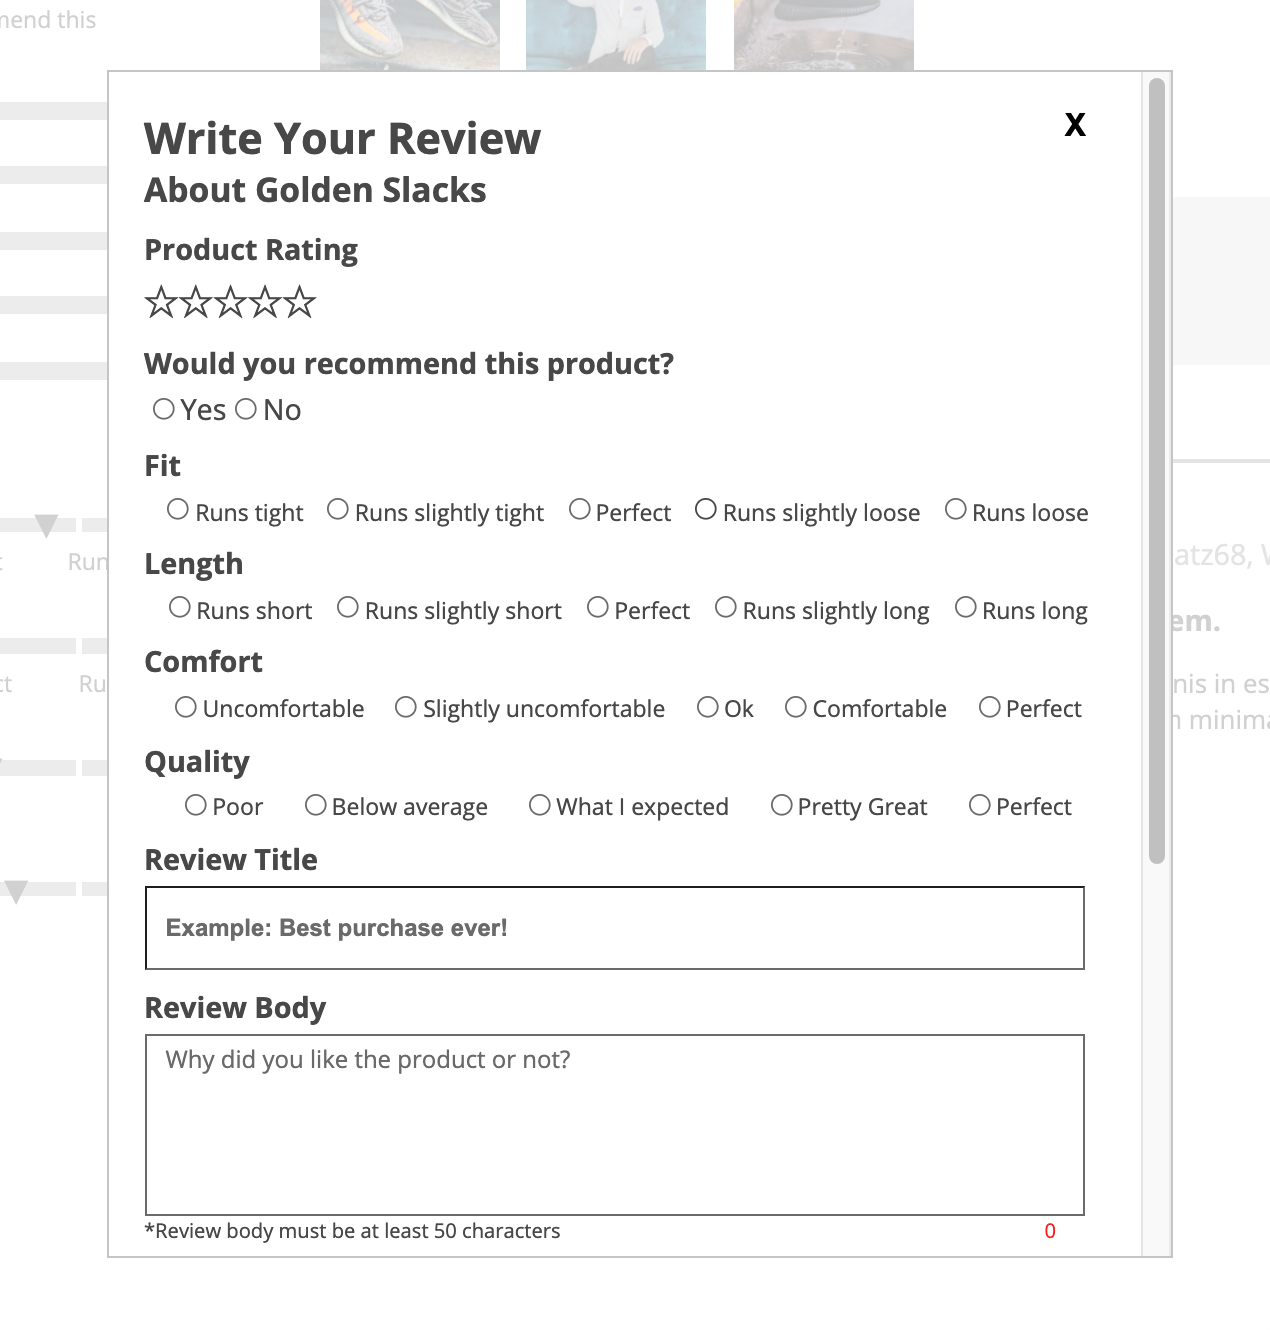 mend this
Write Your Review
X
About Golden Slacks
Product Rating
Would you recommend this product?
Yes No
Fit
Runs tight Runs slightly tight Perfect Runs slightly loose Runs loose
Length
Runs short Runs slightly short Perfect Runs slightly long Runs long
Comfort
Uncomfortable Slightly uncomfortable Ok Comfortable Perfect
Quality
Poor Below average What I expected Pretty Great Perfect
Review Title
Example: Best purchase ever!
Review Body
Why did you like the product or not?
*Review body must be at least 50 characters 0
Run
Ru
atz68,
em.
nis in es
minima